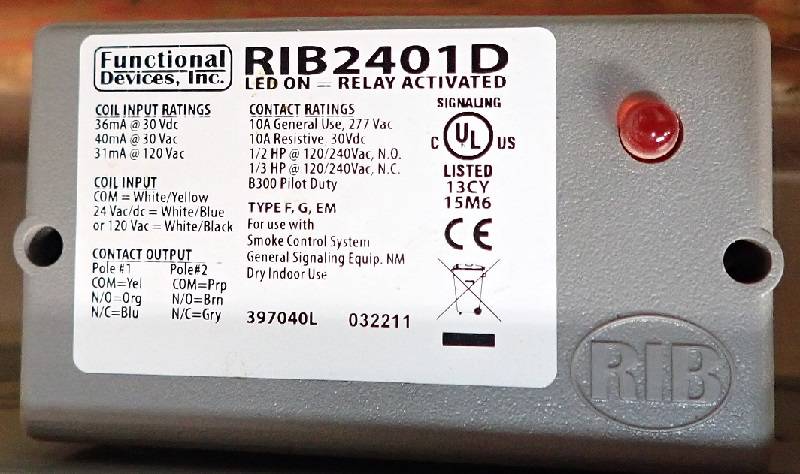 Functional
Devices, Inc.
RIB2401D
LED ON = RELAY ACTIVATED
COIL INPUT RATINGS
36mA @ 30 Vdc
40mA @ 30 Vac
31mA @ 120 Vac
COIL INPUT
COM = White/Yellow
24 Vac/dc = White/Blue
or 120 Vac = White/Black
CONTACT OUTPUT
Pole #1 Pole#2
COM=Yel COM=Prp
N/O=Org N/O=Brn
N/C=Blu N/C=Gry
CONTACT RATINGS
10A General Use, 277 Vac
10A Resistive, 30Vdc
1/2 HP @ 120/240Vac, N.O.
1/3 HP @ 120/240Vac, N.C.
B300 Pilot Duty
TYPE F, G, EM
For use with
Smoke Control System
General Signaling Equip. NM
Dry Indoor Use
397040L 032211
SIGNALING
C UL US
LISTED
13CY
15M6
CE
RIB